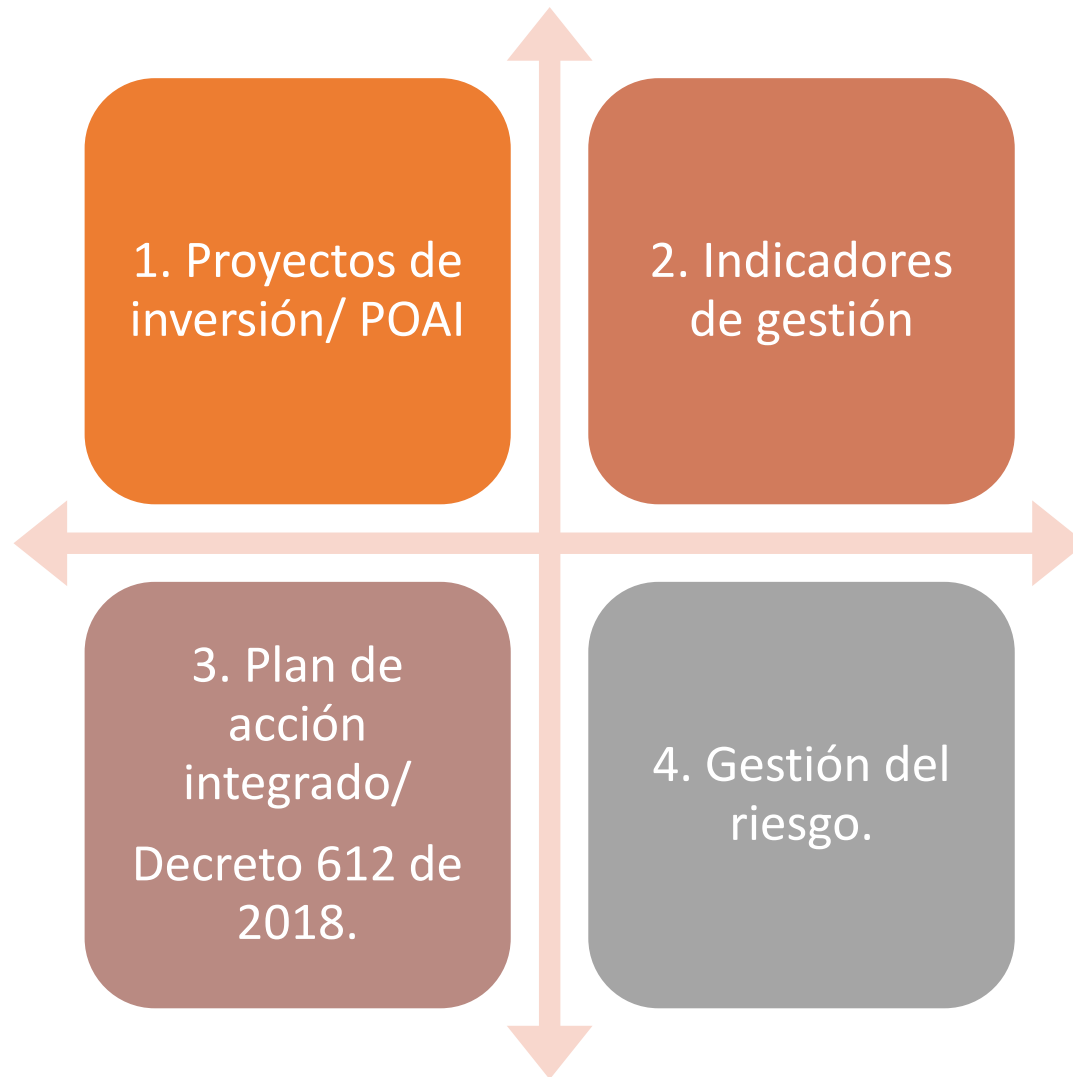 1. Proyectos de
inversión/ POAI
2. Indicadores
de gestión
3. Plan de
acción
integrado/
Decreto 612 de
2018.
4. Gestión del
riesgo.